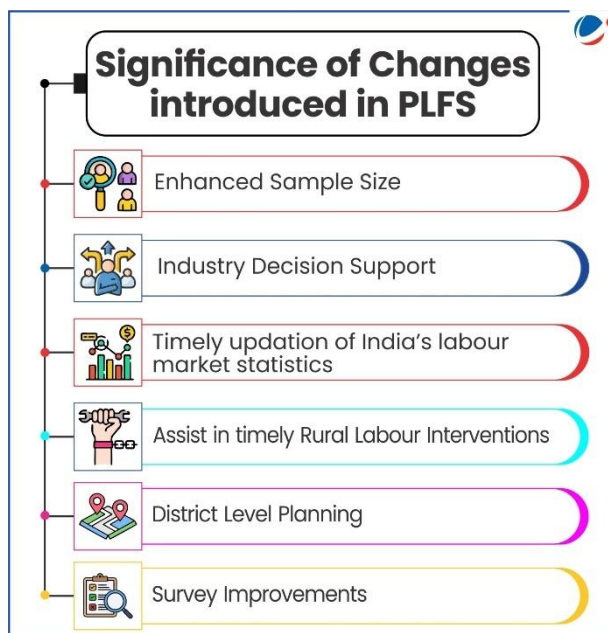 Significance of Changes
introduced in PLFS
Enhanced Sample Size
Industry Decision Support
Timely updation of India's labour
market statistics
Assist in timely Rural Labour Interventions
District Level Planning
Survey Improvements